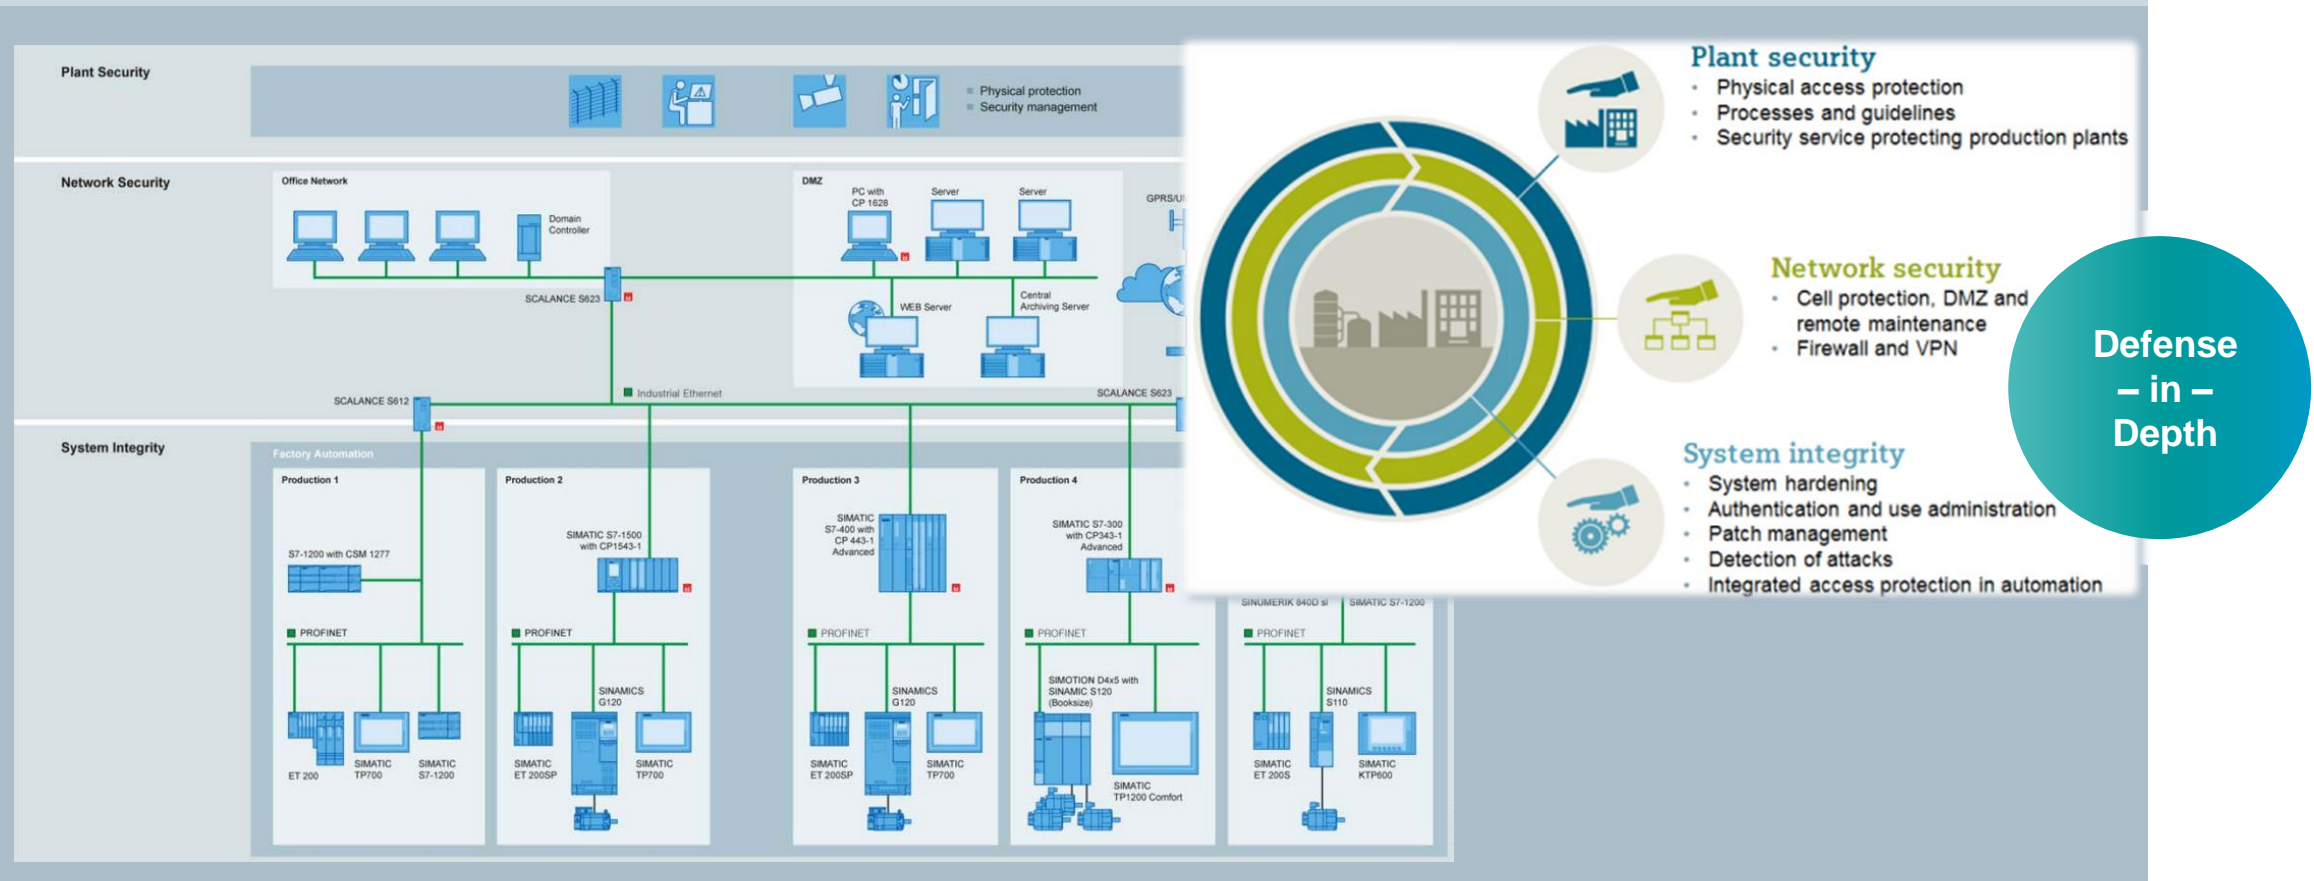 Plant Security
Physical protection
Security management
Network Security
Office Network
Domain
Controller
SCALANCE S623
DMZ
PC with
CP 1628
Server
Server
WEB Server
Central
Archiving Server
Industrial Ethernet
SCALANCE S612
SCALANCE S623
System Integrity
Factory Automation
Production 1
S7-1200 with CSM 1277
PROFINET
ET 200
SIMATIC
TP700
SIMATIC
S7-1200
Production 2
SIMATIC S7-1500
with CP1543-1
PROFINET
SINAMICS
G120
SIMATIC
ET 200SP
SIMATIC
TP700
Production 3
SIMATIC
S7-400 with
CP 443-1
Advanced
PROFINET
SINAMICS
G120
SIMATIC
ET 200SP
SIMATIC
TP700
Production 4
SIMATIC S7-300
with CP343-1
Advanced
PROFINET
SIMOTION D4x5 with
SINAMIC S120
(Booksize)
SIMATIC
TP1200 Comfort
SINUMERIK 840D sl
SIMATIC S7-1200
PROFINET
SINAMICS
S110
SIMATIC
ET 200S
SIMATIC
KTP600
Plant security
• Physical access protection
• Processes and guidelines
• Security service protecting production plants
Network security
• Cell protection, DMZ and
remote maintenance
• Firewall and VPN
System integrity
• System hardening
• Authentication and use administration
• Patch management
• Detection of attacks
• Integrated access protection in automation
Defense
– in –
Depth